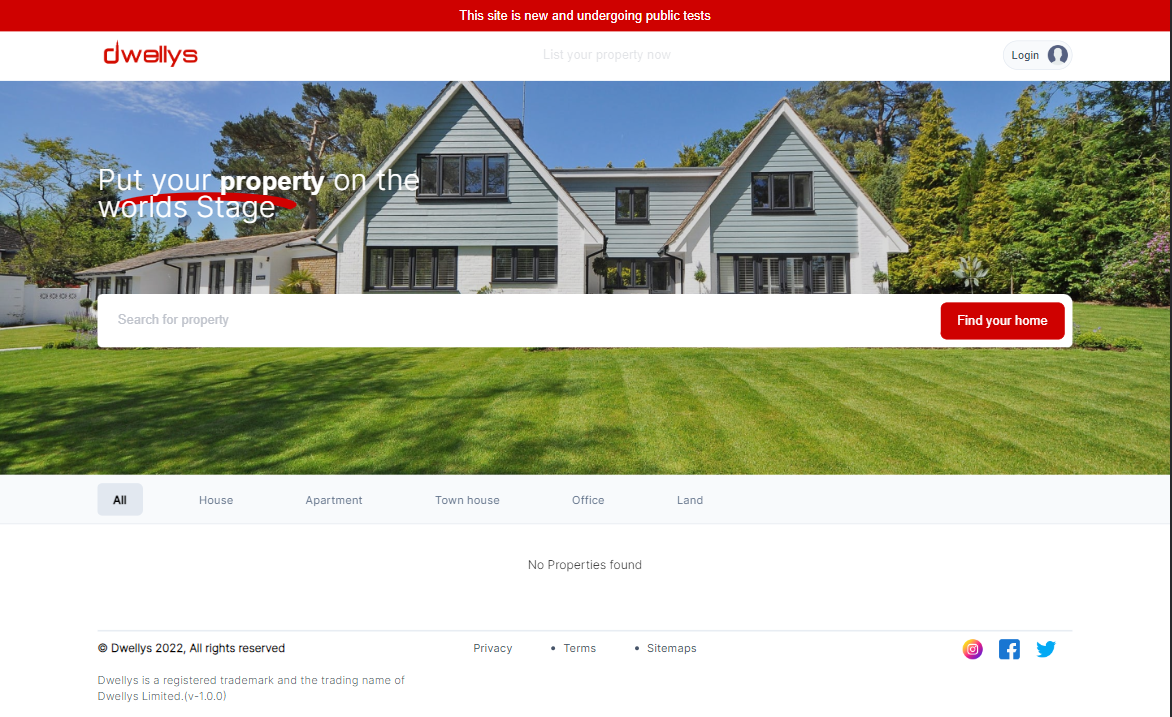 This site is new and undergoing public tests
dwellys
List your property now
Login
Put your property on the
worlds Stage
Search for property
Find your home
All
House
Apartment
Town house
Office
Land
No Properties found
© Dwellys 2022, All rights reserved
Privacy
• Terms
• Sitemaps
Dwellys is a registered trademark and the trading name of
Dwellys Limited.(v-1.0.0)